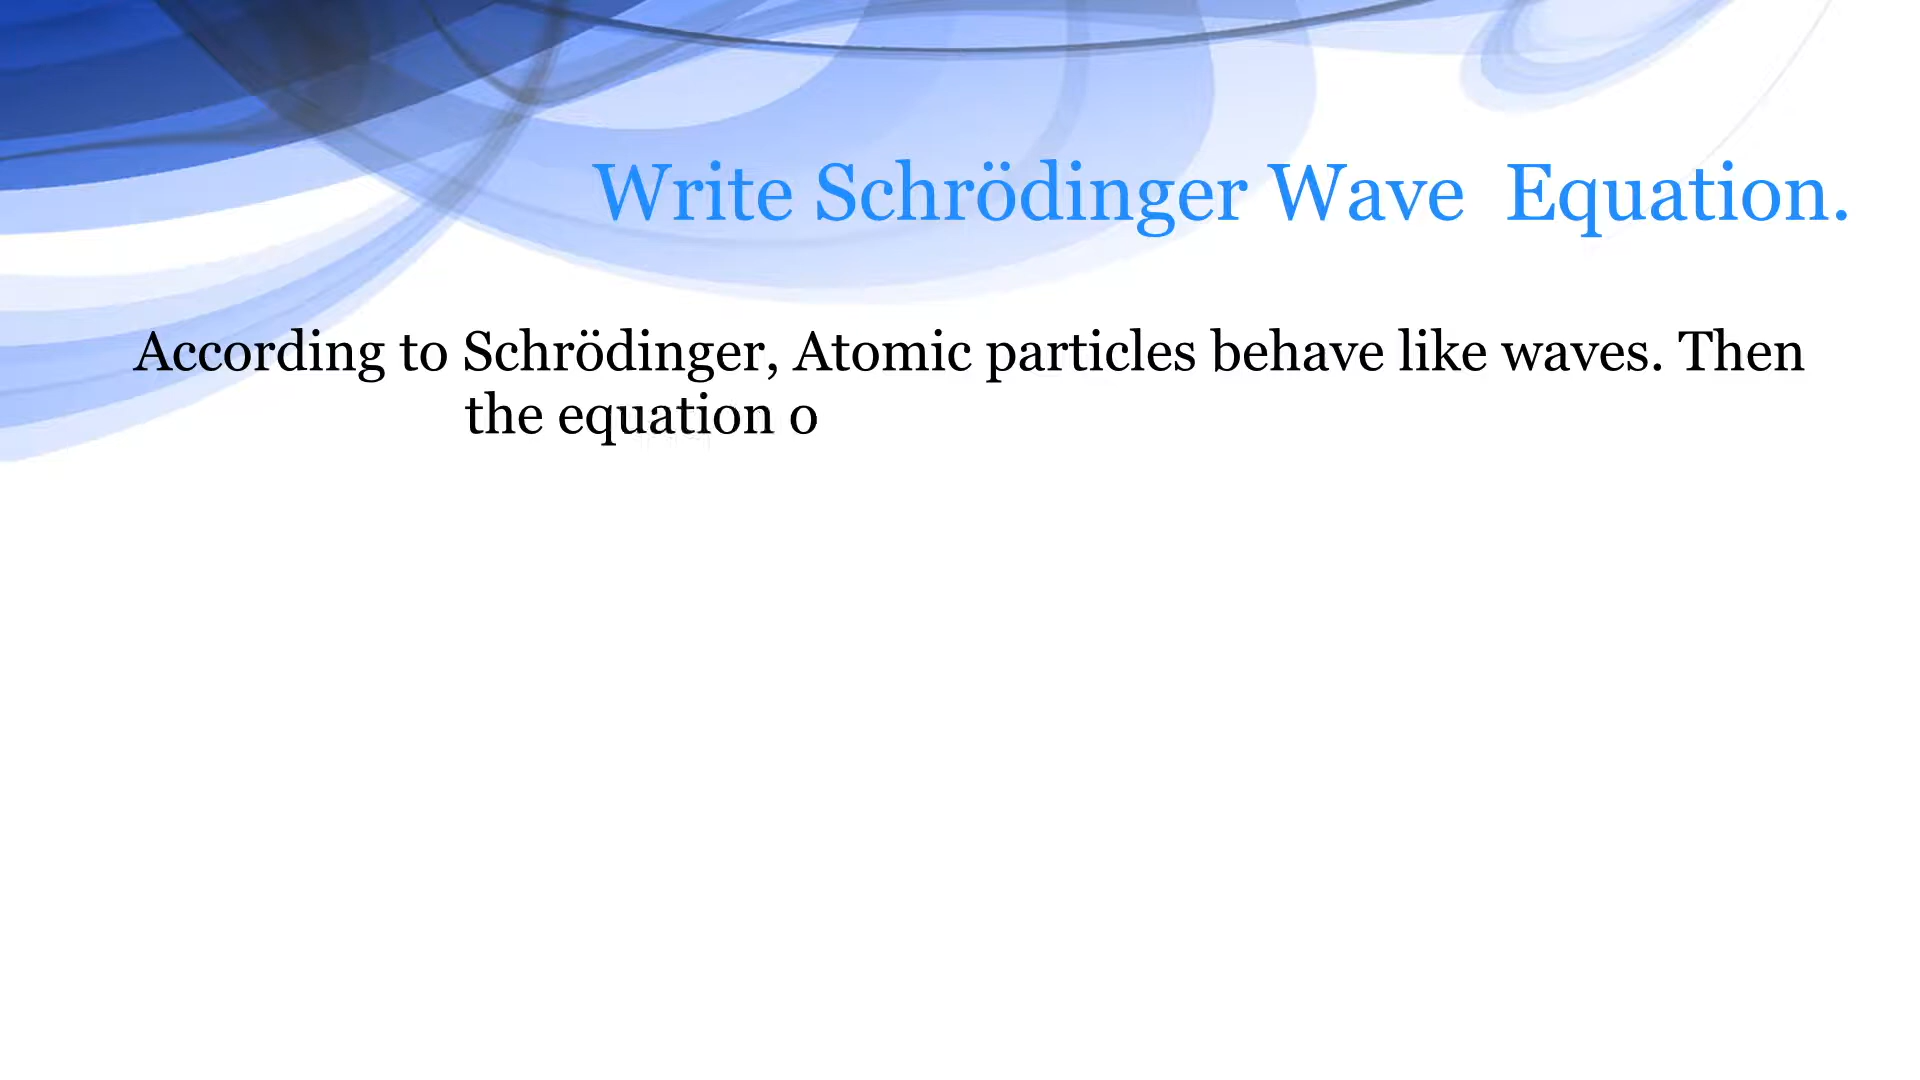 Write Schrödinger Wave  Equation.
According to Schrödinger, Atomic particles behave like waves. Then
the equation o